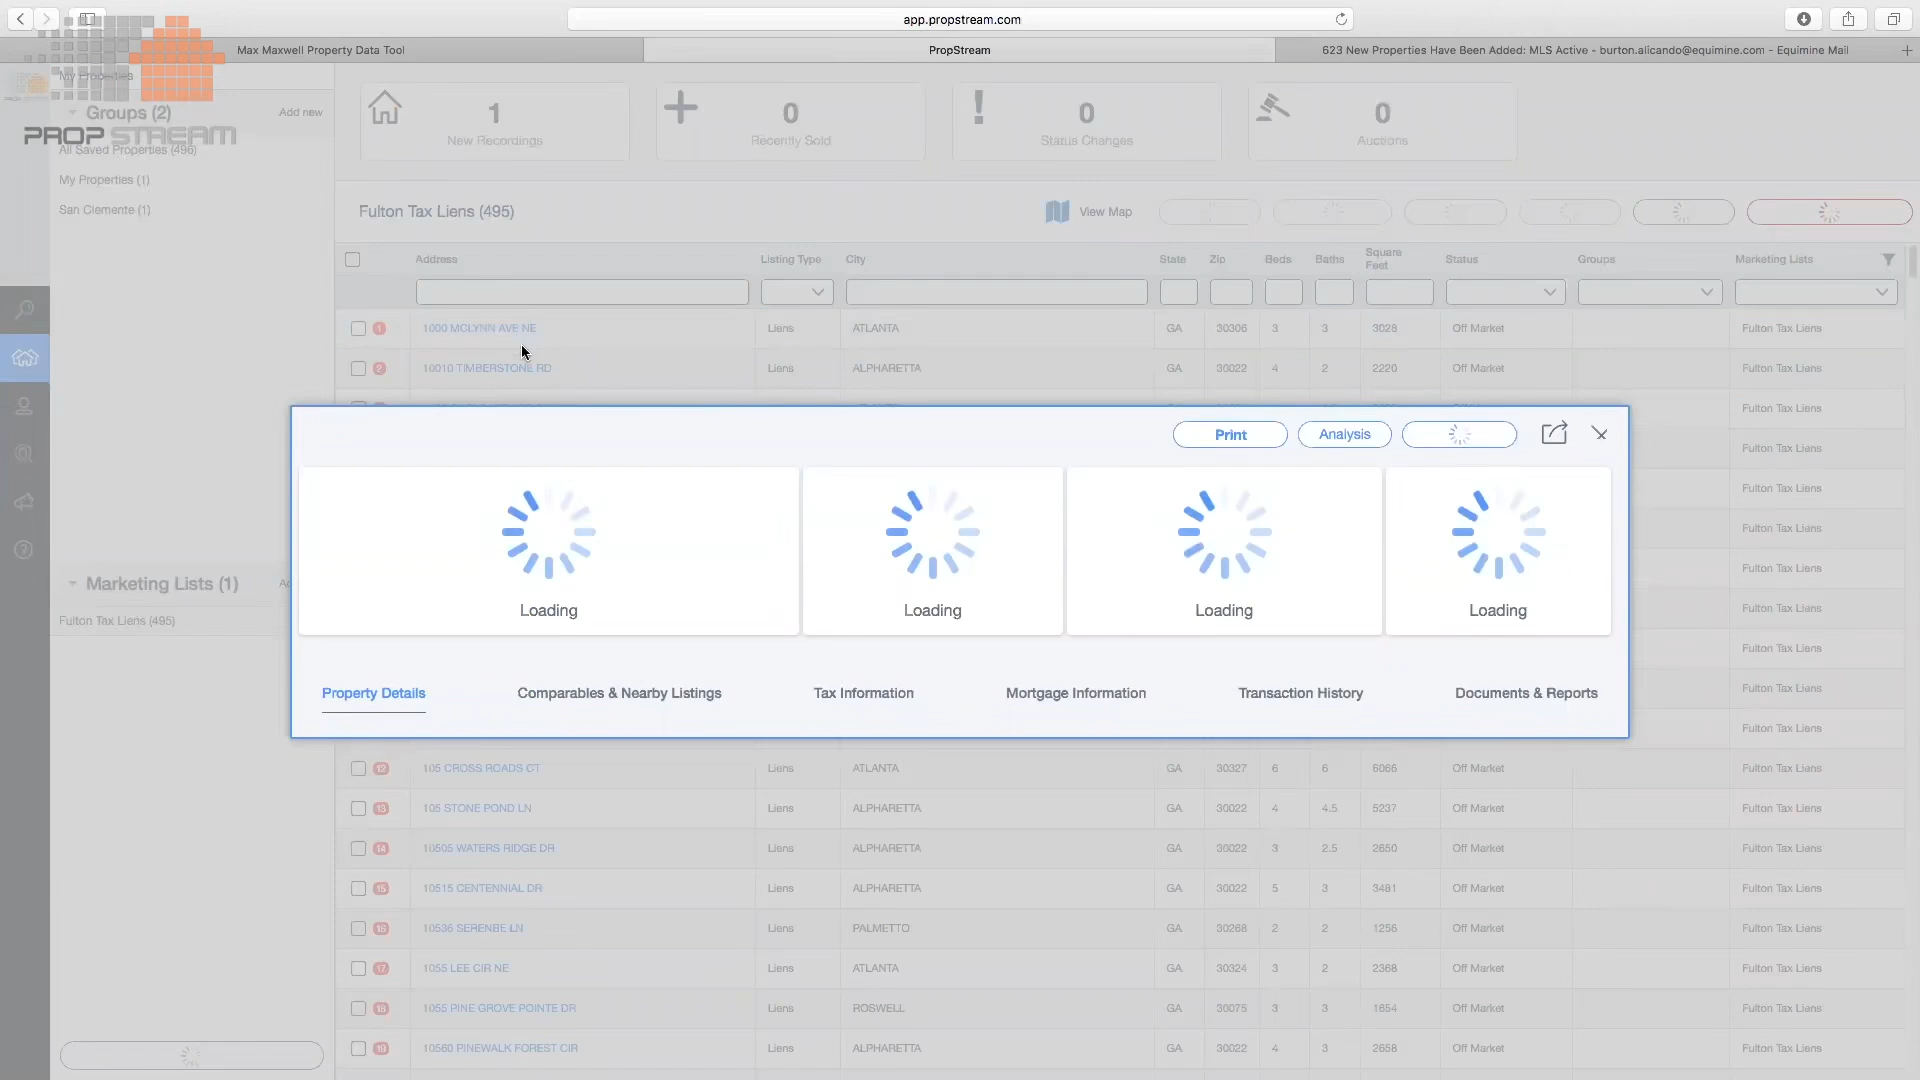 app.propstream.com
Max Maxwell Property Data Tool
PropStream
623 New Properties Have Been Added: MLS Active - burton.alicando@equimine.com - Equimine Mail
My Properties
Groups (2)
Add new
PROP STREAM
All Saved Properties (496)
My Properties (1)
San Clemente (1)
1
New Recordings
0
Recently Sold
0
Status Changes
0
Auctions
Fulton Tax Liens (495)
View Map
Address
Listing Type
City
State
Zip
Beds
Baths
Square Feet
Status
Groups
Marketing Lists
1 1000 MCLYNN AVE NE Liens ATLANTA GA 30306 3 3 3028 Off Market Fulton Tax Liens
2 10010 TIMBERSTONE RD Liens ALPHARETTA GA 30022 4 2 2220 Off Market Fulton Tax Liens
Fulton Tax Liens
Print
Analysis
Fulton Tax Liens
Fulton Tax Liens
Fulton Tax Liens
Fulton Tax Liens
Marketing Lists (1)
Loading
Loading
Loading
Loading
Fulton Tax Liens
Fulton Tax Liens (495)
Fulton Tax Liens
Property Details
Comparables & Nearby Listings
Tax Information
Mortgage Information
Transaction History
Documents & Reports
Fulton Tax Liens
Fulton Tax Liens
12 105 CROSS ROADS CT Liens ATLANTA GA 30327 6 6 6066 Off Market Fulton Tax Liens
13 105 STONE POND LN Liens ALPHARETTA GA 30022 4 4.5 5237 Off Market Fulton Tax Liens
14 10505 WATERS RIDGE DR Liens ALPHARETTA GA 30022 3 2.5 2650 Off Market Fulton Tax Liens
15 10515 CENTENNIAL DR Liens ALPHARETTA GA 30022 5 3 3481 Off Market Fulton Tax Liens
16 10536 SERENBE LN Liens PALMETTO GA 30268 2 2 1256 Off Market Fulton Tax Liens
17 1055 LEE CIR NE Liens ATLANTA GA 30324 3 2 2368 Off Market Fulton Tax Liens
18 1055 PINE GROVE POINTE DR Liens ROSWELL GA 30075 3 3 1654 Off Market Fulton Tax Liens
19 10560 PINEWALK FOREST CIR Liens ALPHARETTA GA 30022 4 3 2658 Off Market Fulton Tax Liens